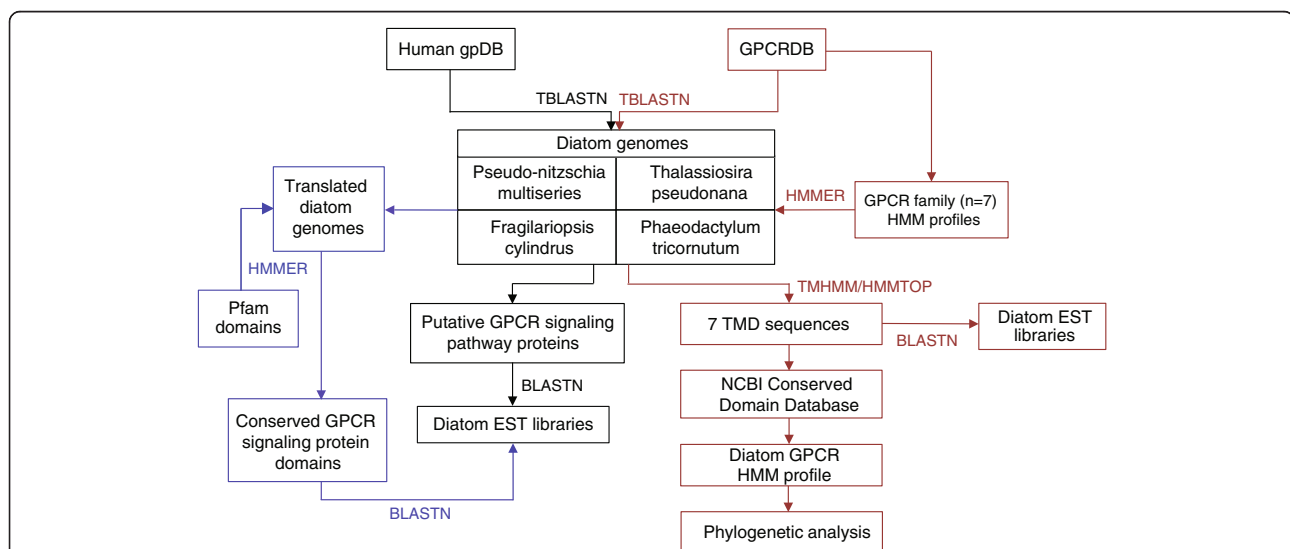 Human gpDB
GPCRDB
TBLASTN
TBLASTN
Diatom genomes
Pseudo-nitzschia
multiseries
Thalassiosira
pseudonana
Fragilariopsis
cylindrus
Phaeodactylum
tricornutum
Translated
diatom
genomes
HMMER
GPCR family (n=7)
HMM profiles
HMMER
Pfam
domains
TMHMM/HMMTOP
Putative GPCR signaling
pathway proteins
7 TMD sequences
BLASTN
Diatom EST
libraries
BLASTN
NCBI Conserved
Domain Database
Conserved GPCR
signaling protein
domains
Diatom EST libraries
Diatom GPCR
HMM profile
BLASTN
Phylogenetic analysis